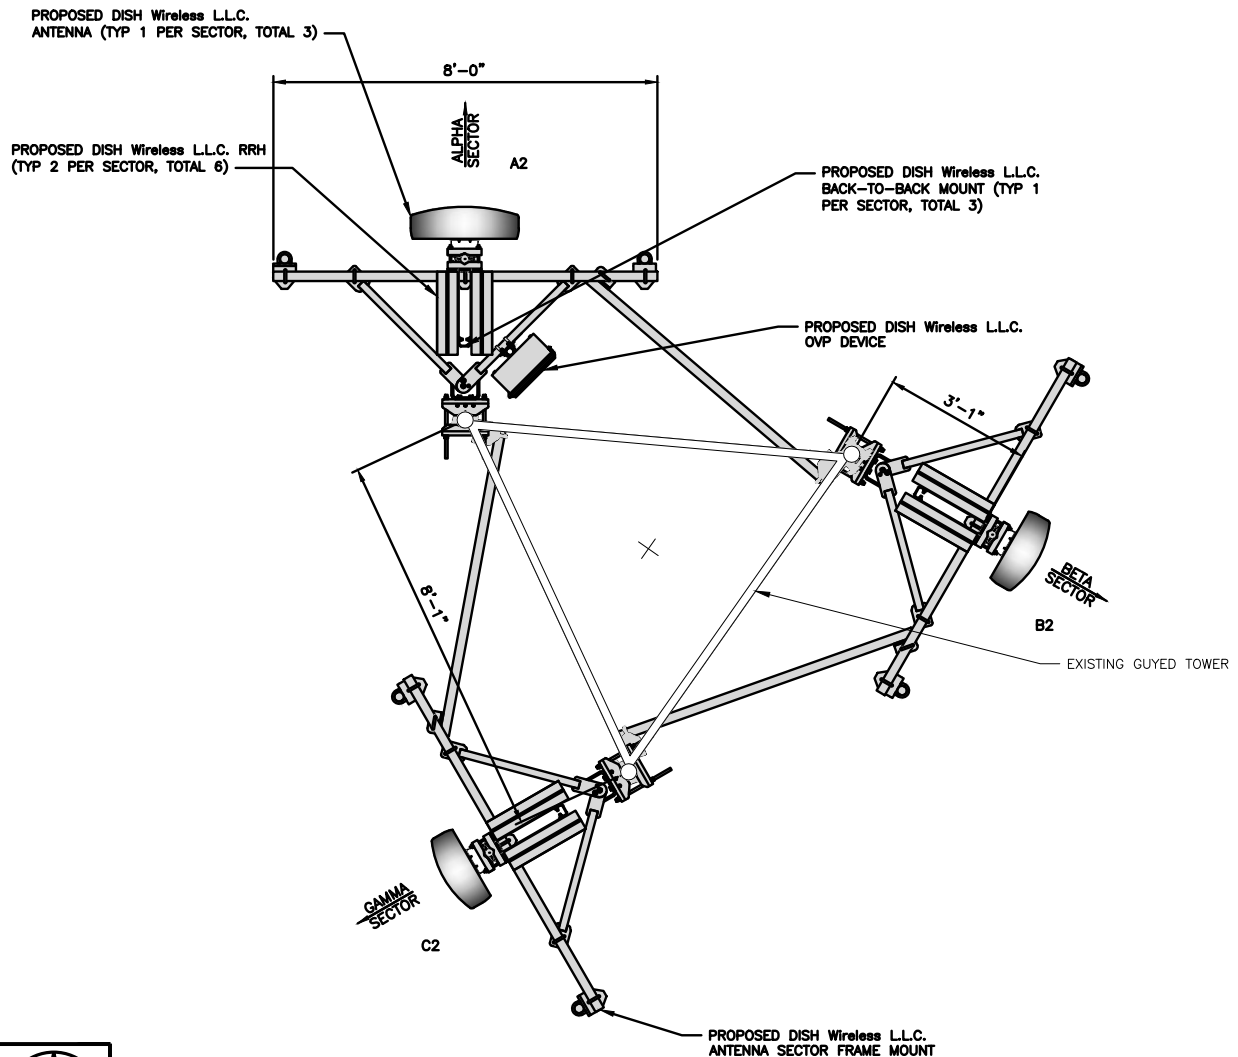 PROPOSED DISH Wireless L.L.C.
ANTENNA (TYP 1 PER SECTOR, TOTAL 3)
8'-0"
ALPHA
SECTOR
A2
PROPOSED DISH Wireless L.L.C. RRH
(TYP 2 PER SECTOR, TOTAL 6)
PROPOSED DISH Wireless L.L.C.
BACK-TO-BACK MOUNT (TYP 1
PER SECTOR, TOTAL 3)
PROPOSED DISH Wireless L.L.C.
OVP DEVICE
3'-1"
8'-1"
BETA
SECTOR
B2
EXISTING GUYED TOWER
GAMMA
SECTOR
C2
PROPOSED DISH Wireless L.L.C.
ANTENNA SECTOR FRAME MOUNT